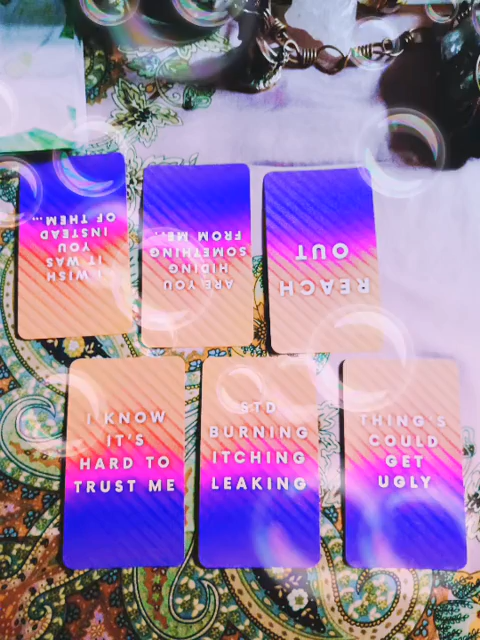 I WISH
IT WAS
YOU
INSTEAD
OF THEM...
ARE YOU
HIDING
SOMETHING
FROM ME...
REACH
OUT
I KNOW
IT'S
HARD TO
TRUST ME
STD
BURNING
ITCHING
LEAKING
THING'S
COULD
GET
UGLY